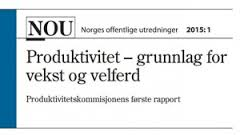 NOU Norges offentlige utredninger 2015: 1
Produktivitet – grunnlag for
vekst og velferd
Produktivitetskommisjonens første rapport